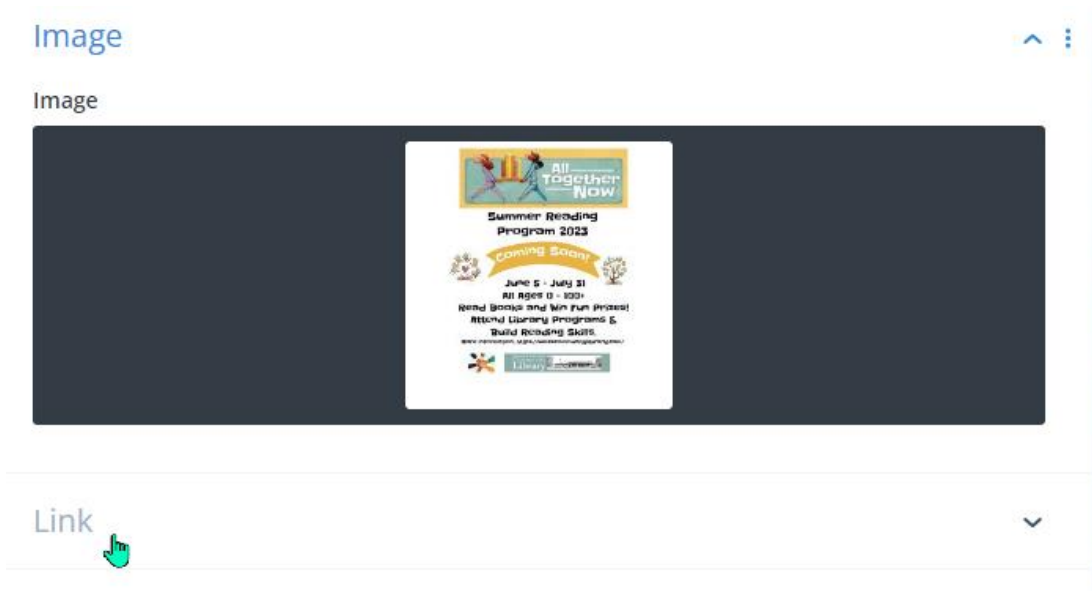 Image
Image
All
Together
Now
Summer Reading
Program 2023
Coming Soon!
June 5 - July 31
All Ages 0 - 100+
Read Books and Win Fun Prizes!
Attend Library Programs &
Build Reading Skills.
Library
Link